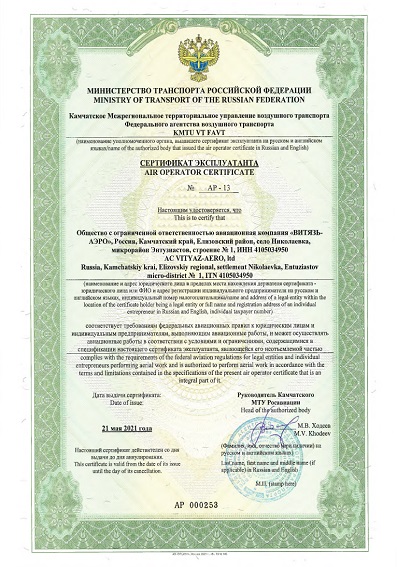 МИНИСТЕРСТВО ТРАНСПОРТА РОССИЙСКОЙ ФЕДЕРАЦИИ
MINISTRY OF TRANSPORT OF THE RUSSIAN FEDERATION
Камчатское Межрегиональное территориальное управление воздушного транспорта
Федерального агентства воздушного транспорта
KMTU VT FAVT
(наименование уполномоченного органа, выдавшего сертификат эксплуатанта на русском и английском
языках/name of the authorized body that issued the air operator certificate in Russian and English)
СЕРТИФИКАТ ЭКСПЛУАТАНТА
AIR OPERATOR CERTIFICATE
№ АР - 13
Настоящим удостоверяется, что
This is to certify that
Общество с ограниченной ответственностью авиационная компания «ВИТЯЗЬ-
АЭРО», Россия, Камчатский край, Елизовский район, село Николаевка,
микрорайон Энтузиастов, строение № 1, ИНН 4105034950
AC VITYAZ-AERO, ltd
Russia, Kamchatskiy krai, Elizovskiy regional, settlement Nikolaevka, Entuziastov
micro-district № 1, ITN 4105034950
(наименование и адрес юридического лица в пределах места нахождения держателя сертификата -
юридического лица или ФИО и адрес регистрации индивидуального предпринимателя на русском и
английском языках, индивидуальный номер налогоплательщика/name and address of a legal entity within the
location of the certificate holder being a legal entity or full name and registration address of an individual
entrepreneur in Russian and English, individual taxpayer number)
соответствует требованиям федеральных авиационных правил к юридическим лицам и
индивидуальным предпринимателям, выполняющим авиационные работы, и может осуществлять
авиационные работы в соответствии с условиями и ограничениями, содержащимися в
спецификации настоящего сертификата эксплуатанта, являющейся его неотъемлемой частью
complies with the requirements of the federal aviation regulations for legal entities and individual
entrepreneurs performing aerial work and is authorized to perform aerial work in accordance with the
terms and limitations contained in the specifications of the present air operator certificate that is an
integral part of it.
Дата выдачи сертификата:
Date of issue:
Руководитель Камчатского
МТУ Росавиации
Head of the authorized body
21 мая 2021 года
М.В. Ходеев
M.V. Khodeev
(Фамилия, имя, отчество (при наличии) на
русском и английском языках)
Last name, first name and middle name (if
applicable) in Russian and English)
Настоящий сертификат действителен со дня
выдачи до дня аннулирования.
This certificate is valid from the date of its issue
until the day of its cancellation.
М.П. (stamp here)
АР 000253